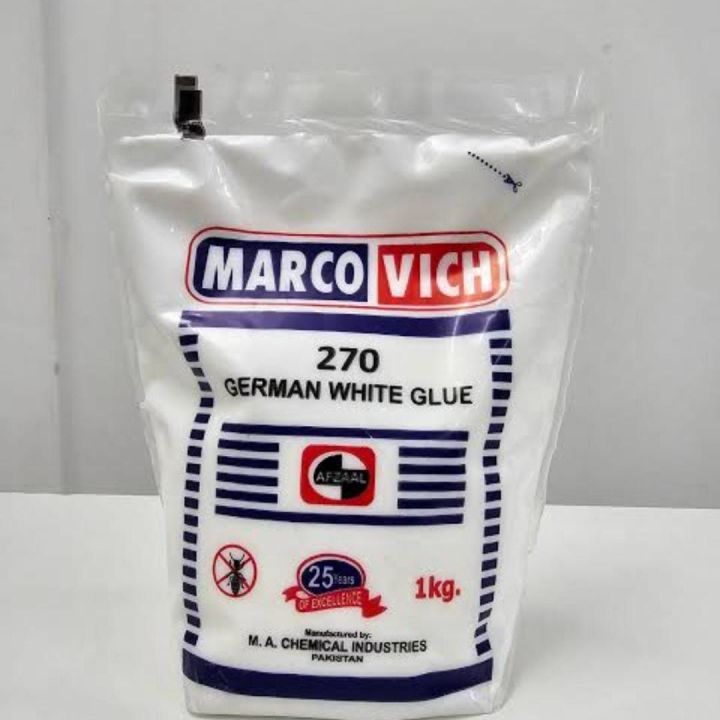 MARCO VICH
270
GERMAN WHITE GLUE
AFZAAL
25 Years
OF EXCELLENCE
1kg.
Manufactured by:
M. A. CHEMICAL INDUSTRIES
PAKISTAN